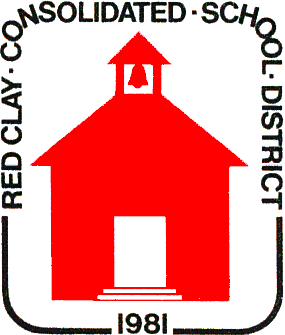 RED CLAY · CONSOLIDATED · SCHOOL · DISTRICT
1981